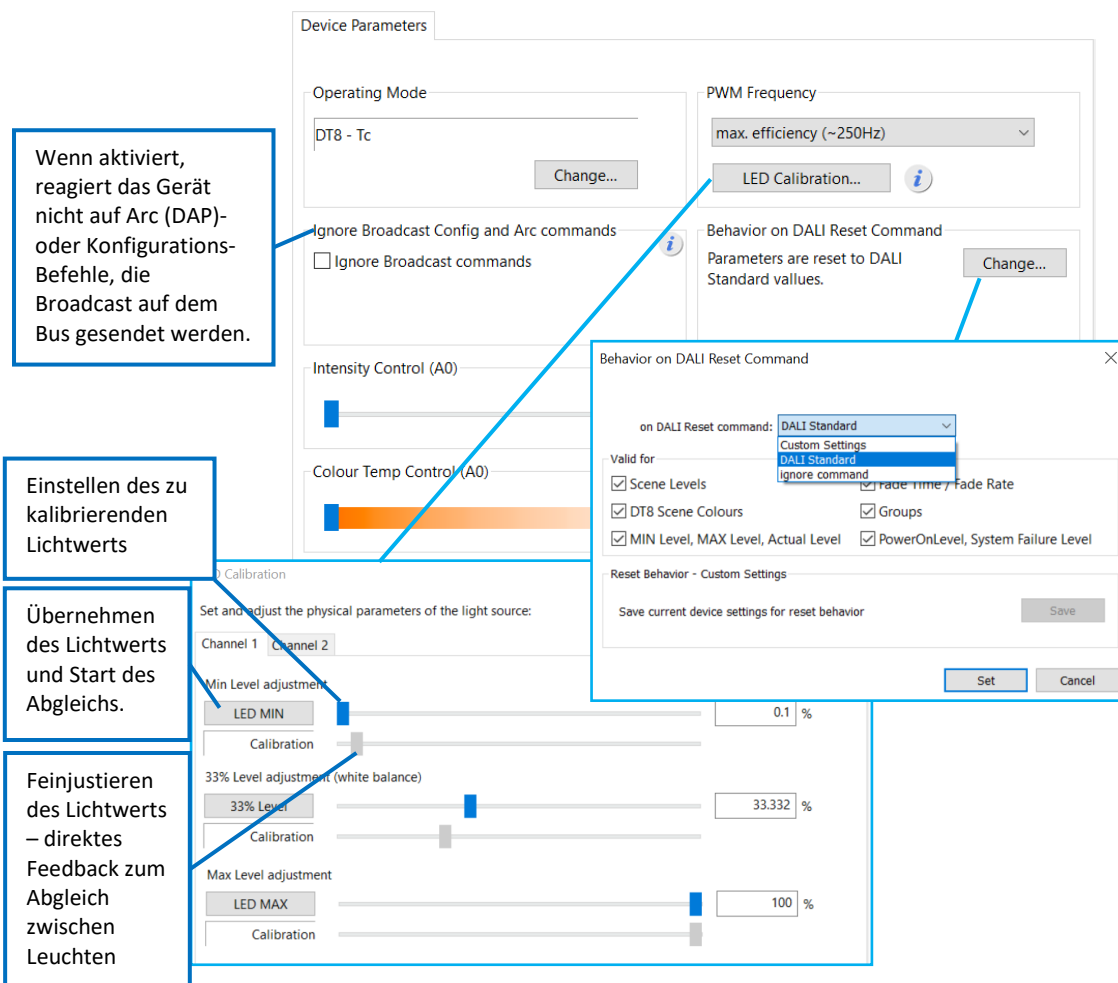 Device Parameters
Operating Mode
DT8 - Tc
Change...
PWM Frequency
max. efficiency (~250Hz)
LED Calibration...
i
Wenn aktiviert,
reagiert das Gerät
nicht auf Arc (DAP)-
oder Konfigurations-
Befehle, die
Broadcast auf dem
Bus gesendet werden.
Ignore Broadcast Config and Arc commands
i
Ignore Broadcast commands
Behavior on DALI Reset Command
Parameters are reset to DALI
Standard vallues.
Change...
Intensity Control (A0)
Colour Temp Control (A0)
Behavior on DALI Reset Command
on DALI Reset command:
DALI Standard
Custom Settings
DALI Standard
ignore command
Valid for
Scene Levels
Fade Time / Fade Rate
DT8 Scene Colours
Groups
MIN Level, MAX Level, Actual Level
PowerOnLevel, System Failure Level
Reset Behavior - Custom Settings
Save current device settings for reset behavior
Save
Set
Cancel
Einstellen des zu
kalibrierenden
Lichtwerts
Übernehmen
des Lichtwerts
und Start des
Abgleichs.
Feinjustieren
des Lichtwerts
– direktes
Feedback zum
Abgleich
zwischen
Leuchten
Calibration
Set and adjust the physical parameters of the light source:
Channel 1
Channel 2
Min Level adjustment
LED MIN
0.1 %
Calibration
33% Level adjustment (white balance)
33% Level
33.332 %
Calibration
Max Level adjustment
LED MAX
100 %
Calibration